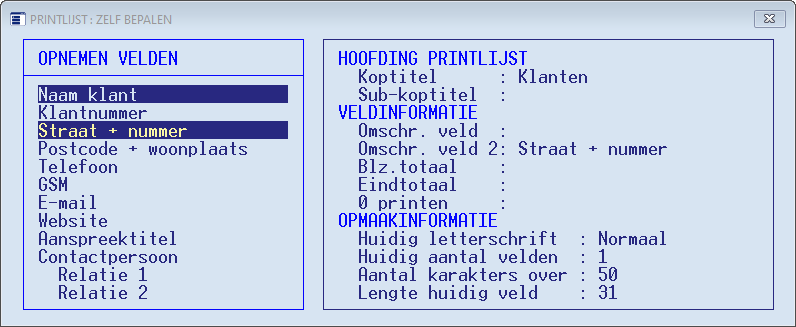 PRINTLIJST : ZELF BEPALEN
OPNEMEN VELDEN
Naam klant
Klantnummer
Straat + nummer
Postcode + woonplaats
Telefoon
GSM
E-mail
Website
Aanspreektitel
Contactpersoon
Relatie 1
Relatie 2
HOOFDING PRINTLIJST
Koptitel : Klanten
Sub-koptitel :
VELDINFORMATIE
Omschr. veld :
Omschr. veld 2: Straat + nummer
Blz.totaal :
Eindtotaal :
0 printen :
OPMAAKINFORMATIE
Huidig letterschrift : Normaal
Huidig aantal velden : 1
Aantal karakters over : 50
Lengte huidig veld : 31